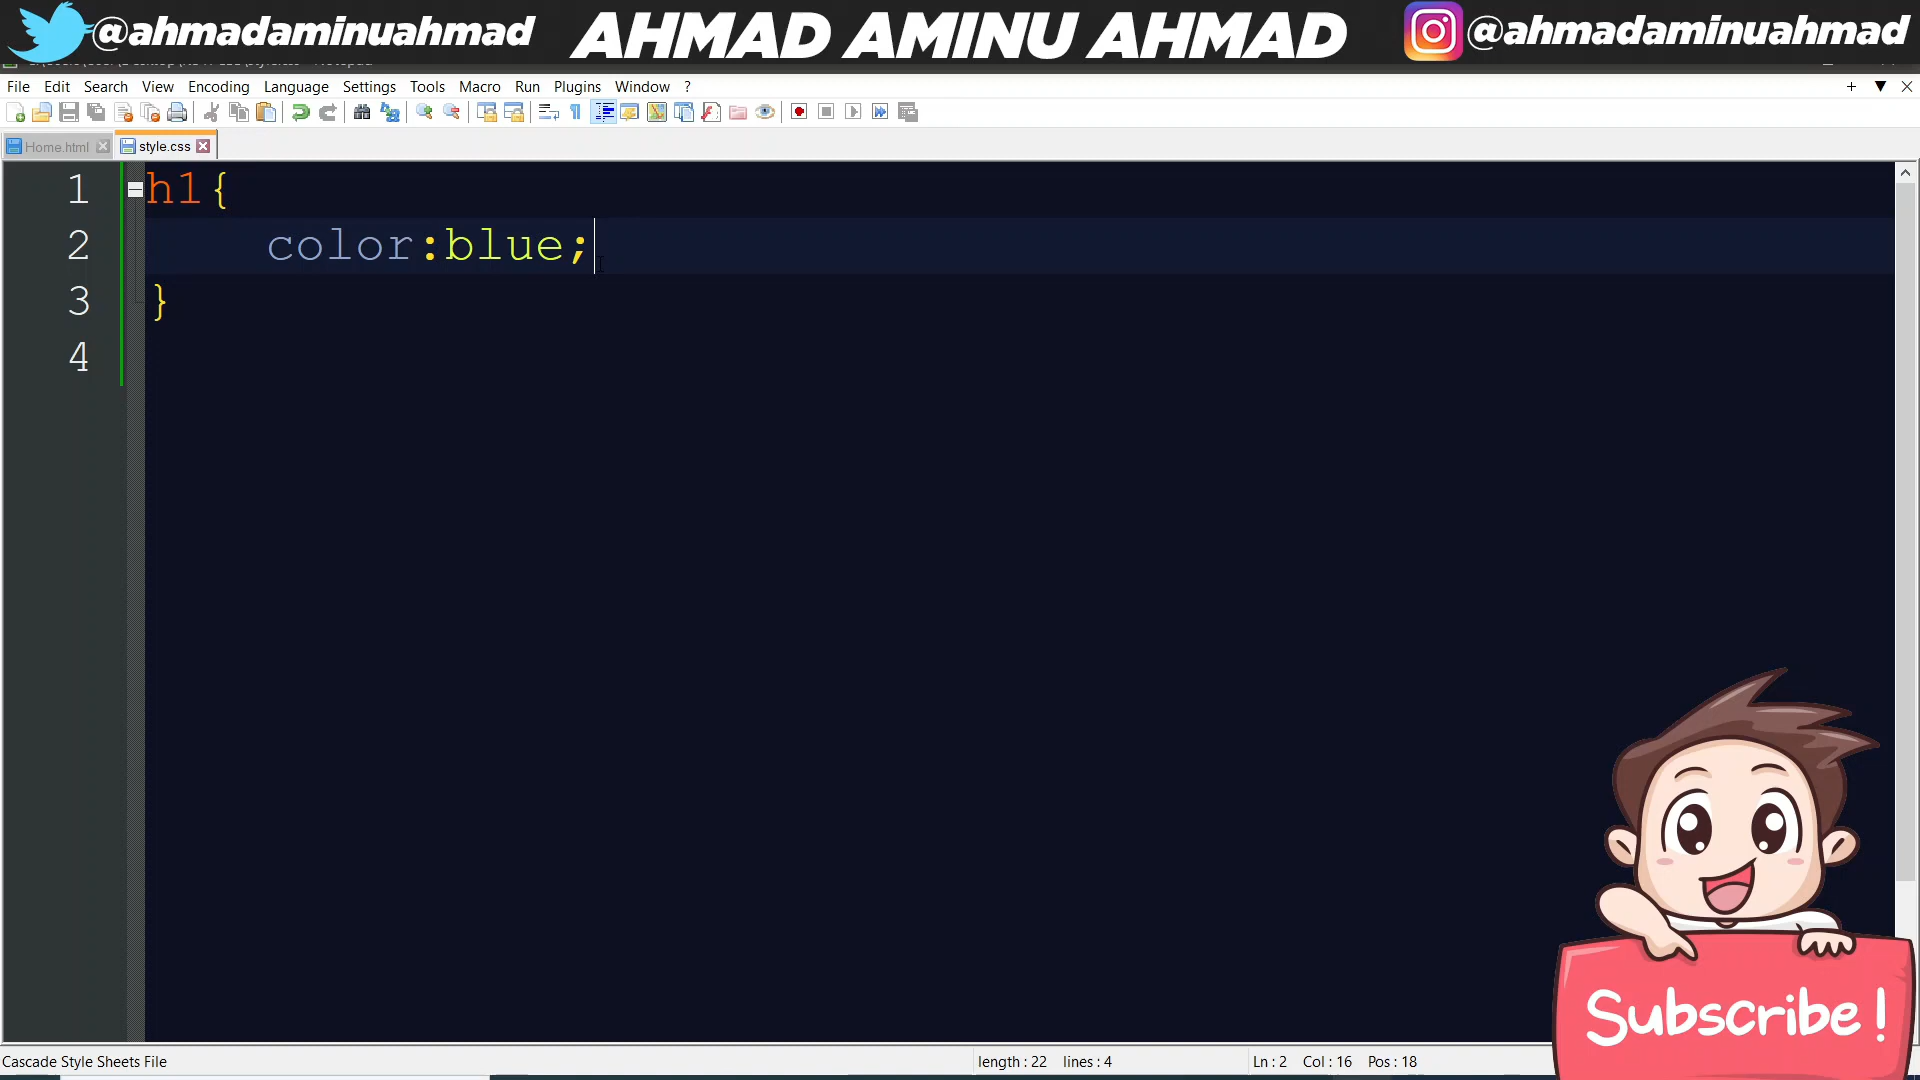 @ahmadaminuahmad AHMAD AMINU AHMAD @ahmadaminuahmad
File Edit Search View Encoding Language Settings Tools Macro Run Plugins Window ?
Home.html style.css
1 h1{
2 color:blue;
3 }
4
Subscribe!
Cascade Style Sheets File length : 22 lines : 4 Ln : 2 Col : 16 Pos : 18